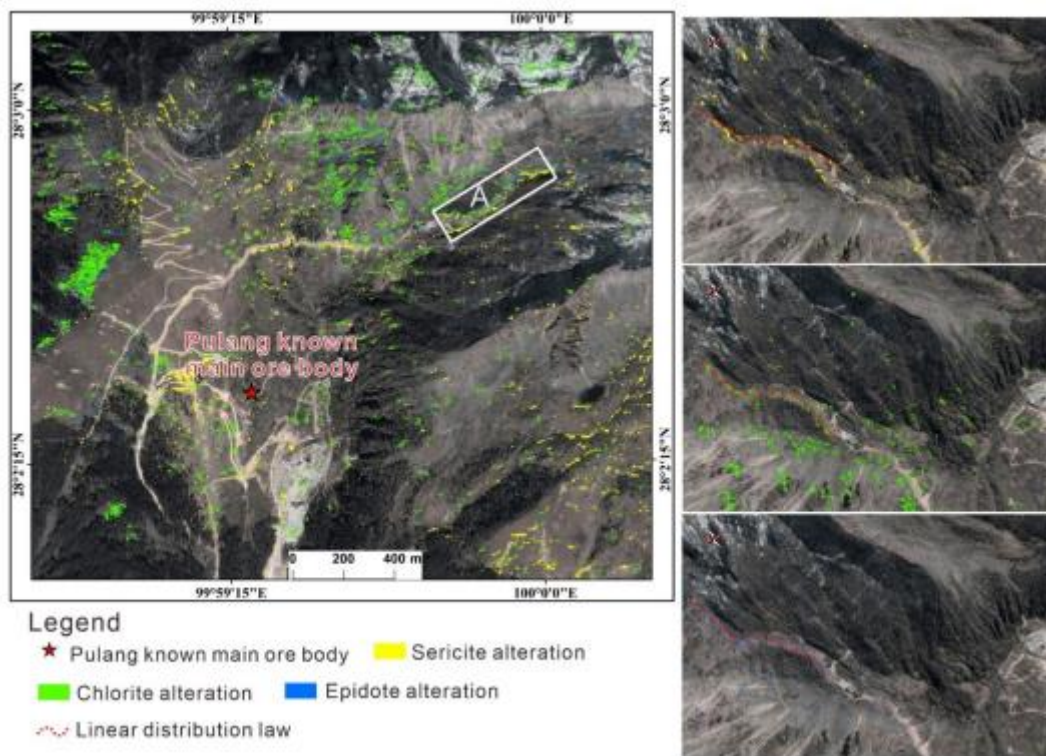 99°59'15"E
100°0'0"E
28°3'0"N
28°3'0"N
A
Pulang known
main ore body
28°2'15"N
28°2'15"N
0 200 400 m
99°59'15"E
100°0'0"E
Legend
Pulang known main ore body
Sericite alteration
Chlorite alteration
Epidote alteration
Linear distribution law